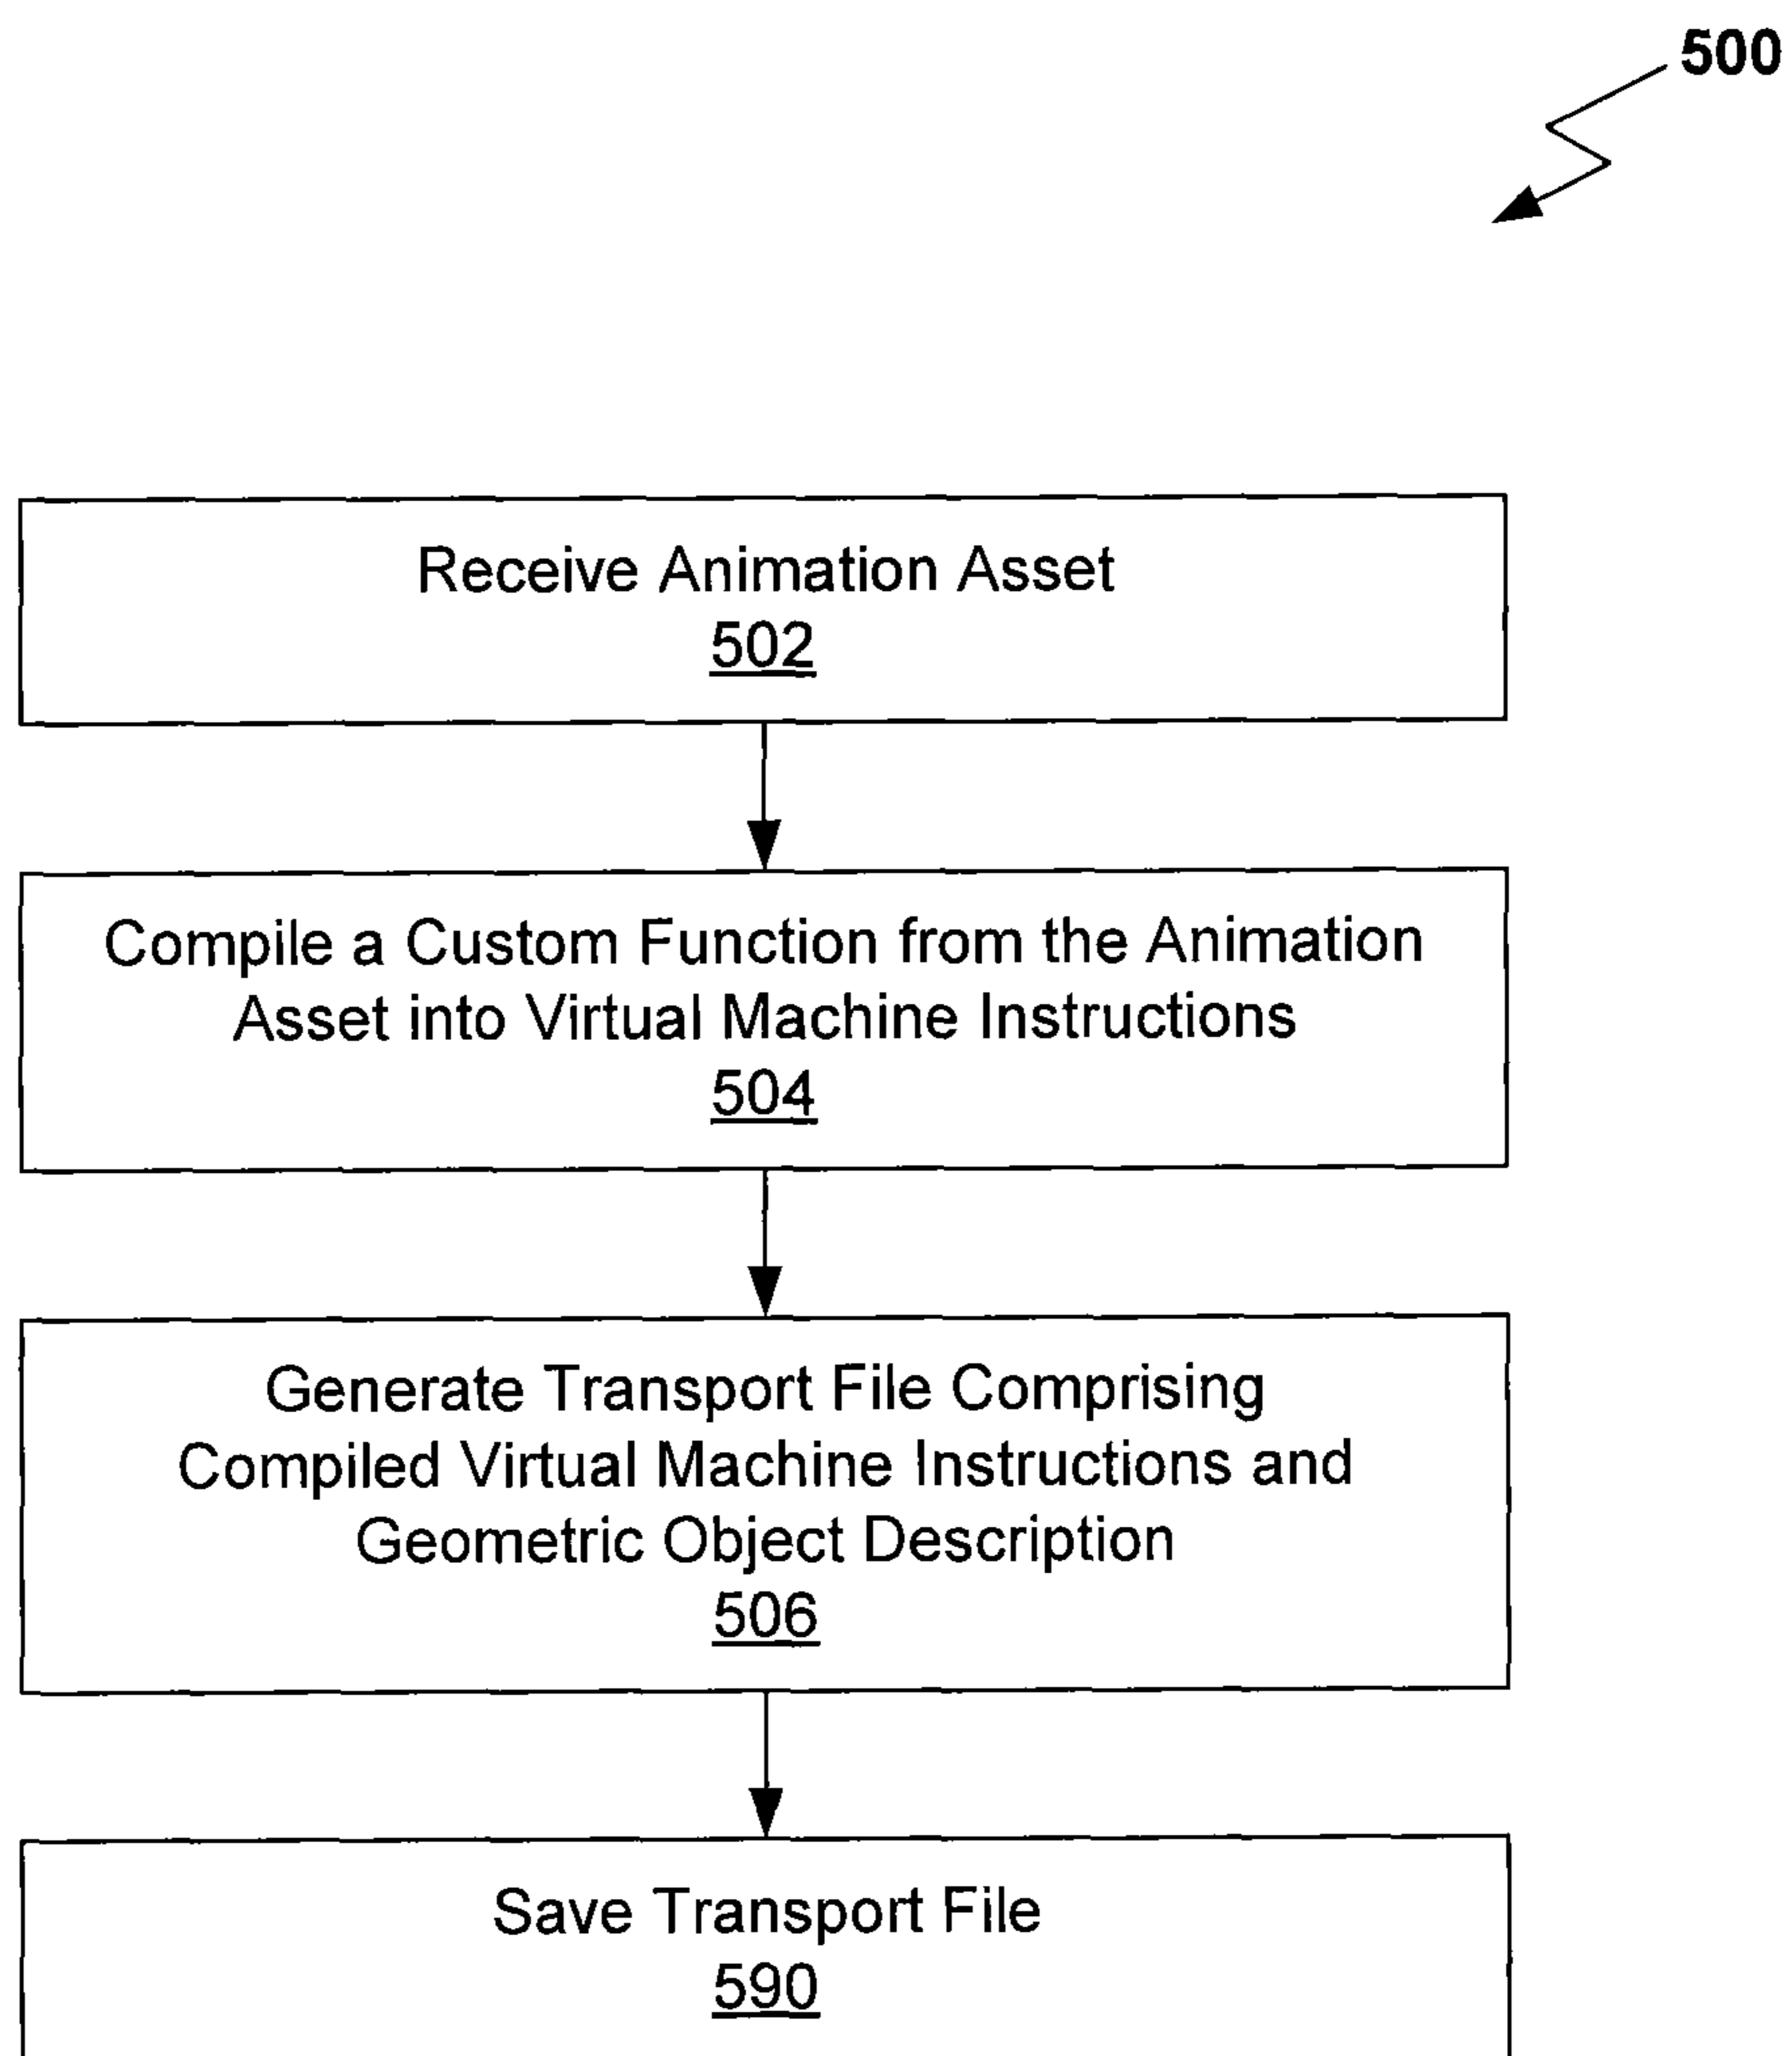 500
Receive Animation Asset
502
Compile a Custom Function from the Animation
Asset into Virtual Machine Instructions
504
Generate Transport File Comprising
Compiled Virtual Machine Instructions and
Geometric Object Description
506
Save Transport File
590